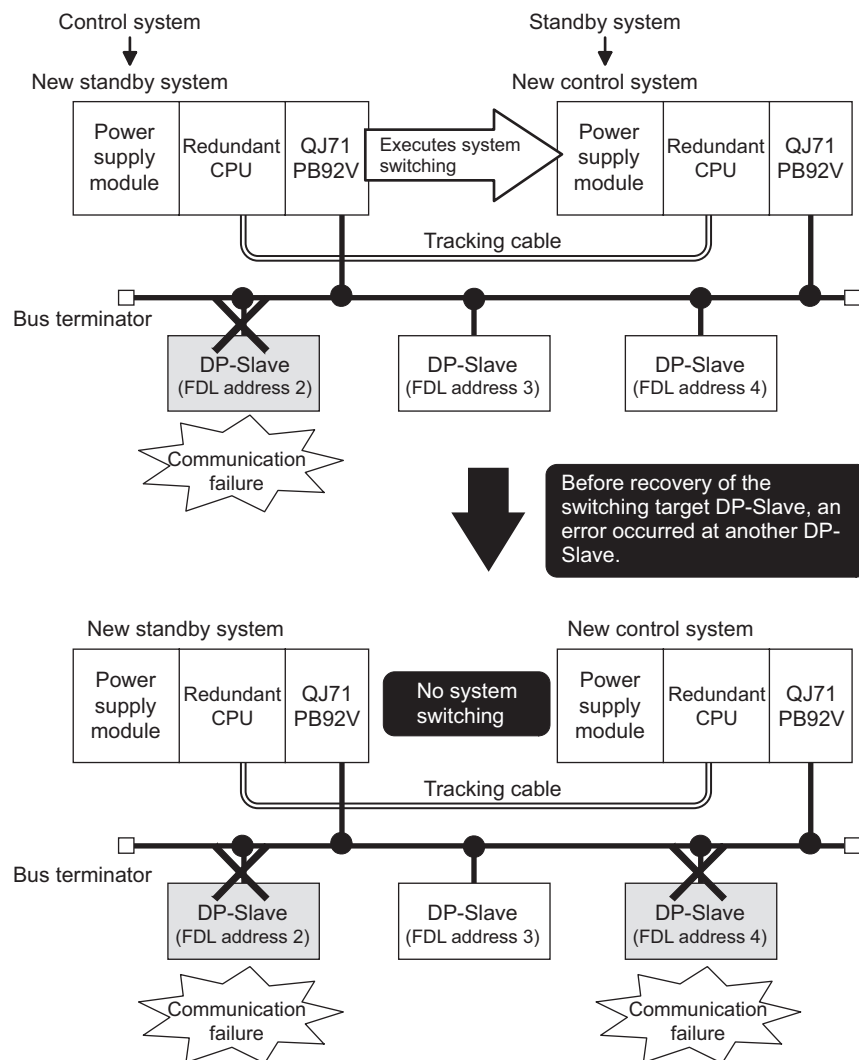 Control system
Standby system
New standby system
New control system
Power
supply
module
Redundant
CPU
QJ71
PB92V
Executes system
switching
Power
supply
module
Redundant
CPU
QJ71
PB92V
Tracking cable
Bus terminator
DP-Slave
(FDL address 2)
DP-Slave
(FDL address 3)
DP-Slave
(FDL address 4)
Communication
failure
Before recovery of the
switching target DP-Slave, an
error occurred at another DP-
Slave.
New standby system
New control system
Power
supply
module
Redundant
CPU
QJ71
PB92V
No system
switching
Power
supply
module
Redundant
CPU
QJ71
PB92V
Tracking cable
Bus terminator
DP-Slave
(FDL address 2)
DP-Slave
(FDL address 3)
DP-Slave
(FDL address 4)
Communication
failure
Communication
failure